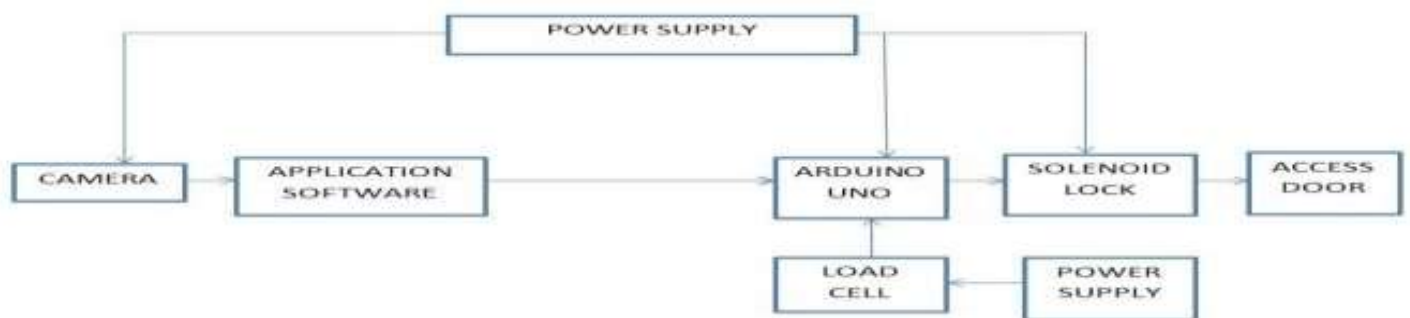 POWER SUPPLY
CAMERA
APPLICATION
SOFTWARE
ARDUINO
UNO
SOLENOID
LOCK
ACCESS
DOOR
LOAD
CELL
POWER
SUPPLY